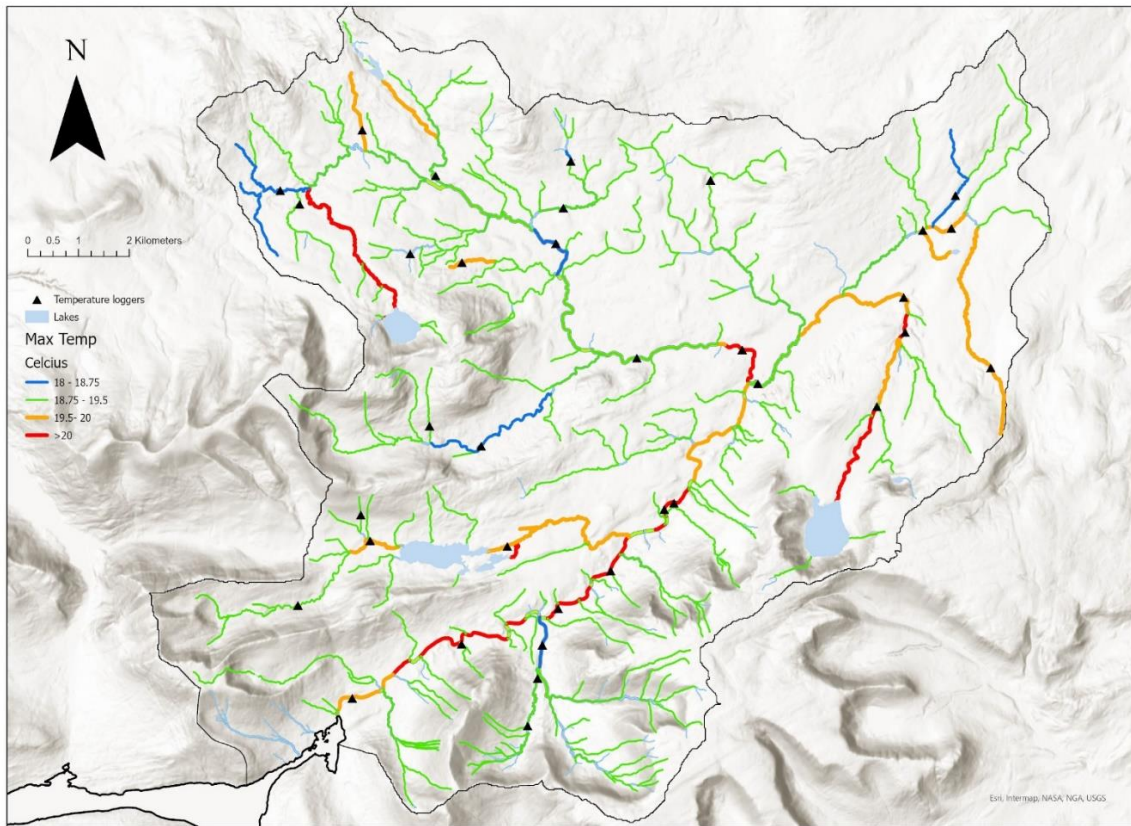 N
0 0.5 1 2 Kilometers
Temperature loggers
Lakes
Max Temp
Celcius
18 - 18.75
18.75 - 19.5
19.5- 20
>20
Esri, Intermap, NASA, NGA, USGS